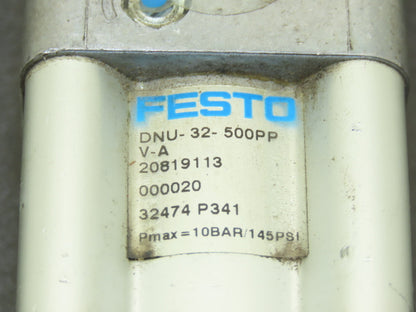 FESTO
DNU- 32- 500PP
V-A
20819113
000020
32474 P341
Pmax=10BAR/145PSI